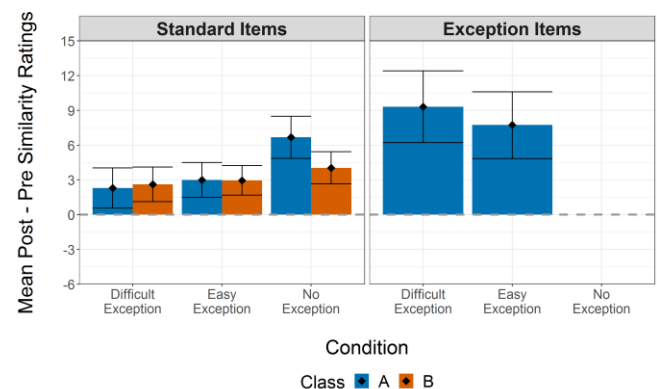 Standard Items
Exception Items
Mean Post - Pre Similarity Ratings
15
12
9
6
3
0
-3
-6
Difficult
Exception
Easy
Exception
No
Exception
Difficult
Exception
Easy
Exception
No
Exception
Condition
Class A B